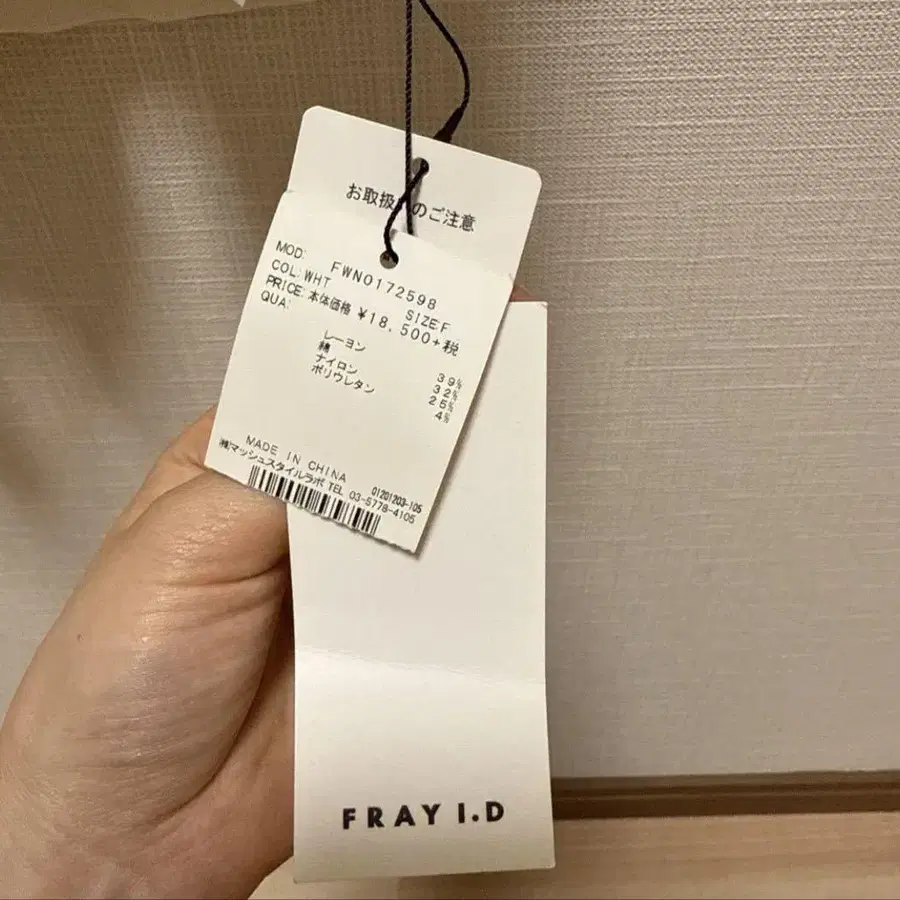 お取扱のご注意
MOD: FWN0172598
COL: WHT SIZE:F
PRICE: 本体価格 ¥18,500+税
QUA:
レーヨン 39%
綿 32%
ナイロン 25%
ポリウレタン 4%
MADE IN CHINA
㈱マッシュスタイルラボ TEL 03-5778-4105
01201203-105
FRAY I.D